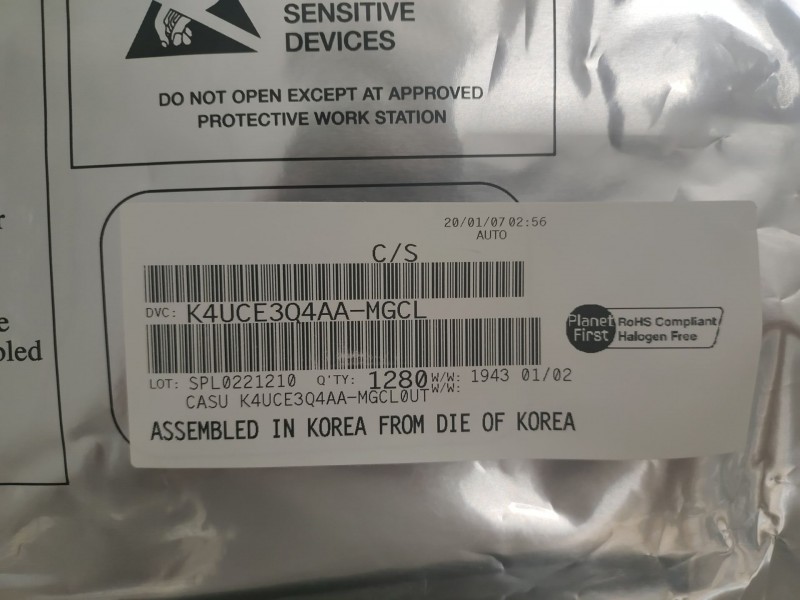 SENSITIVE
DEVICES
DO NOT OPEN EXCEPT AT APPROVED
PROTECTIVE WORK STATION
r
e
bled
20/01/07 02:56
AUTO
C/S
DVC: K4UCE3Q4AA-MGCL
Planet First
RoHS Compliant
Halogen Free
LOT: SPL0221210 Q'TY: 1280 W/W: 1943 01/02
W/W:
CASU K4UCE3Q4AA-MGCL0UT
ASSEMBLED IN KOREA FROM DIE OF KOREA